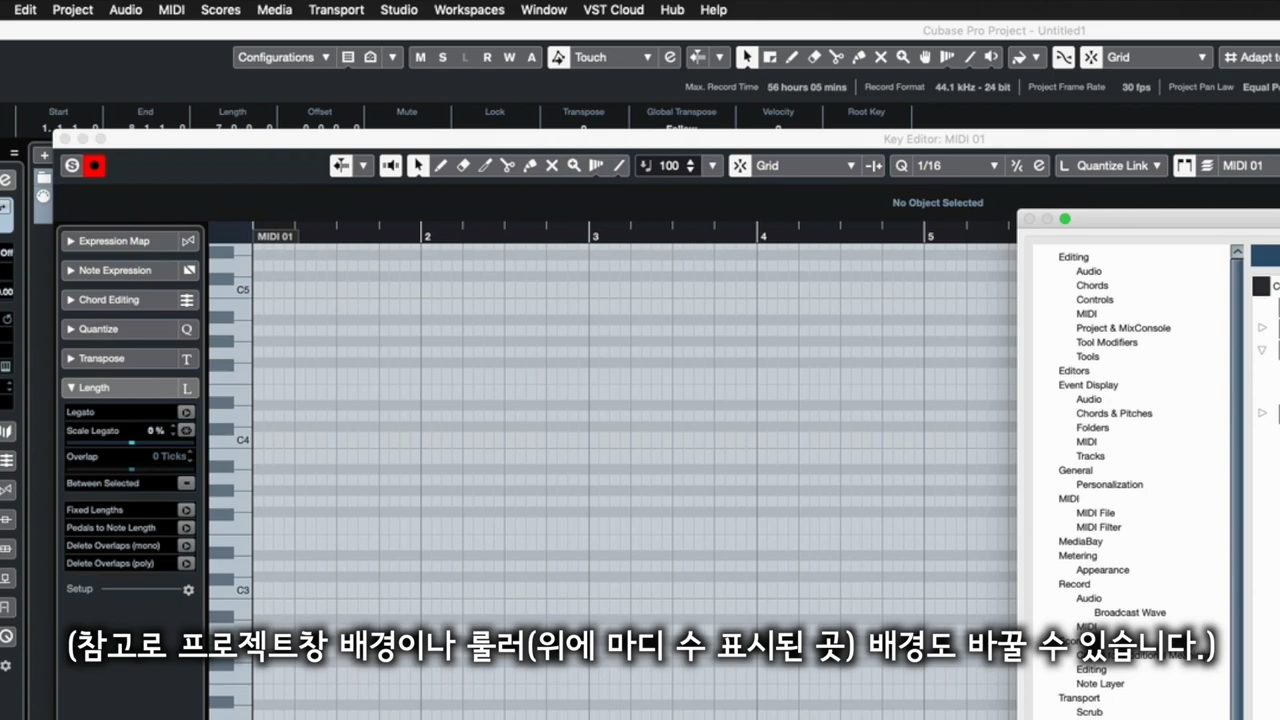 Edit Project Audio MIDI Scores Media Transport Studio Workspaces Window VST Cloud Hub Help
Cubase Pro Project - Untitled1
Configurations M S L R W A Touch Grid Adapt to
Max. Record Time 56 hours 05 mins Record Format 44.1 kHz - 24 bit Project Frame Rate 30 fps Project Pan Law Equal
Start End Length Offset Mute Lock Transpose Global Transpose Velocity Root Key
Key Editor: MIDI 01
100 Grid Q 1/16 L Quantize Link MIDI 01
No Object Selected
MIDI 01 2 3 4 5
Expression Map
Note Expression
Chord Editing
Quantize Q
Transpose T
Length L
Legato
Scale Legato 0 %
Overlap 0 Ticks
Between Selected
Fixed Lengths
Pedals to Note Length
Delete Overlaps (mono)
Delete Overlaps (poly)
Setup
C5
C4
C3
Editing
Audio
Chords
Controls
MIDI
Project & MixConsole
Tool Modifiers
Tools
Editors
Event Display
Audio
Chords & Pitches
Folders
MIDI
Tracks
General
Personalization
MIDI
MIDI File
MIDI Filter
MediaBay
Metering
Appearance
Record
Audio
Broadcast Wave
MIDI
Editing
Note Layer
Transport
Scrub
(참고로 프로젝트창 배경이나 룰러(위에 마디 수 표시된 곳) 배경도 바꿀 수 있습니다.)